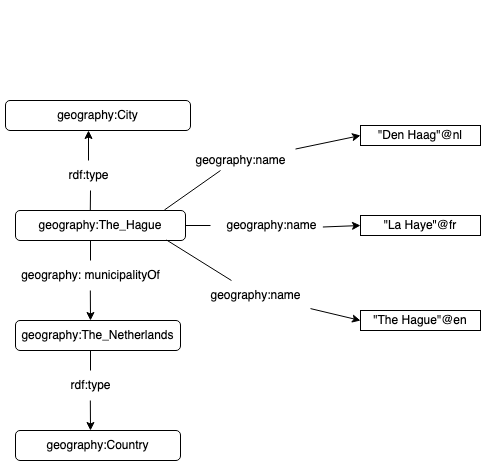 geography:City
"Den Haag"@nl
geography:name
rdf:type
geography:The_Hague
geography:name
"La Haye"@fr
geography: municipalityOf
geography:name
"The Hague"@en
geography:The_Netherlands
rdf:type
geography:Country